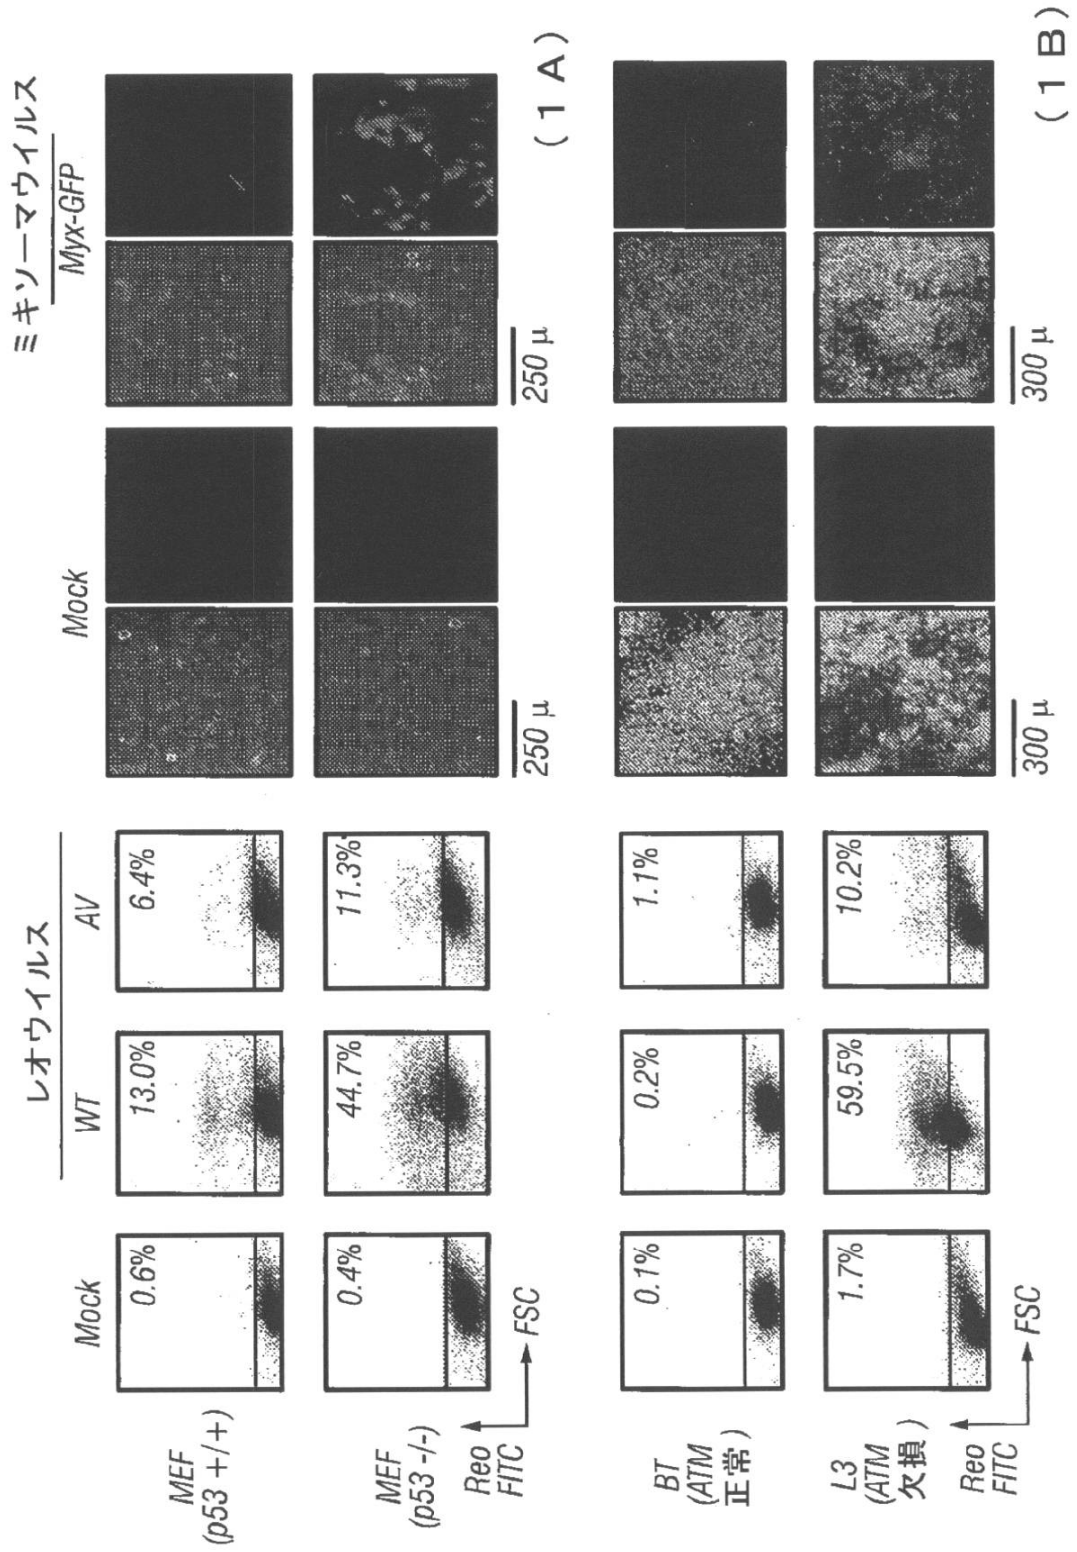 レオウイルス
ミキソーマウイルス
Mock
WT
AV
Mock
Myx-GFP
MEF
(p53 +/+)
0.6%
13.0%
6.4%
MEF
(p53 -/-)
0.4%
44.7%
11.3%
Reo
FITC
FSC
250 μ
250 μ
(1A)
BT
(ATM
正常)
0.1%
0.2%
1.1%
L3
(ATM
欠損)
1.7%
59.5%
10.2%
Reo
FITC
FSC
300 μ
300 μ
(1B)